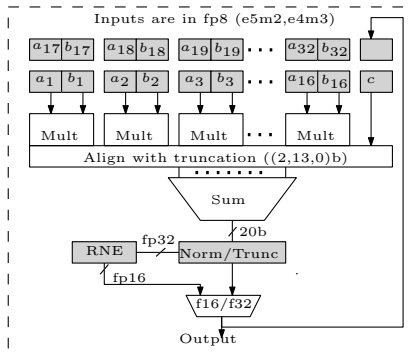 Inputs are in fp8 (e5m2,e4m3)
a17 b17 a18 b18 a19 b19 ... a32 b32
a1 b1 a2 b2 a3 b3 ... a16 b16 c
Mult Mult Mult ... Mult
Align with truncation ((2,13,0)b)
.......
Sum
20b
RNE fp32 Norm/Trunc
fp16
f16/f32
Output